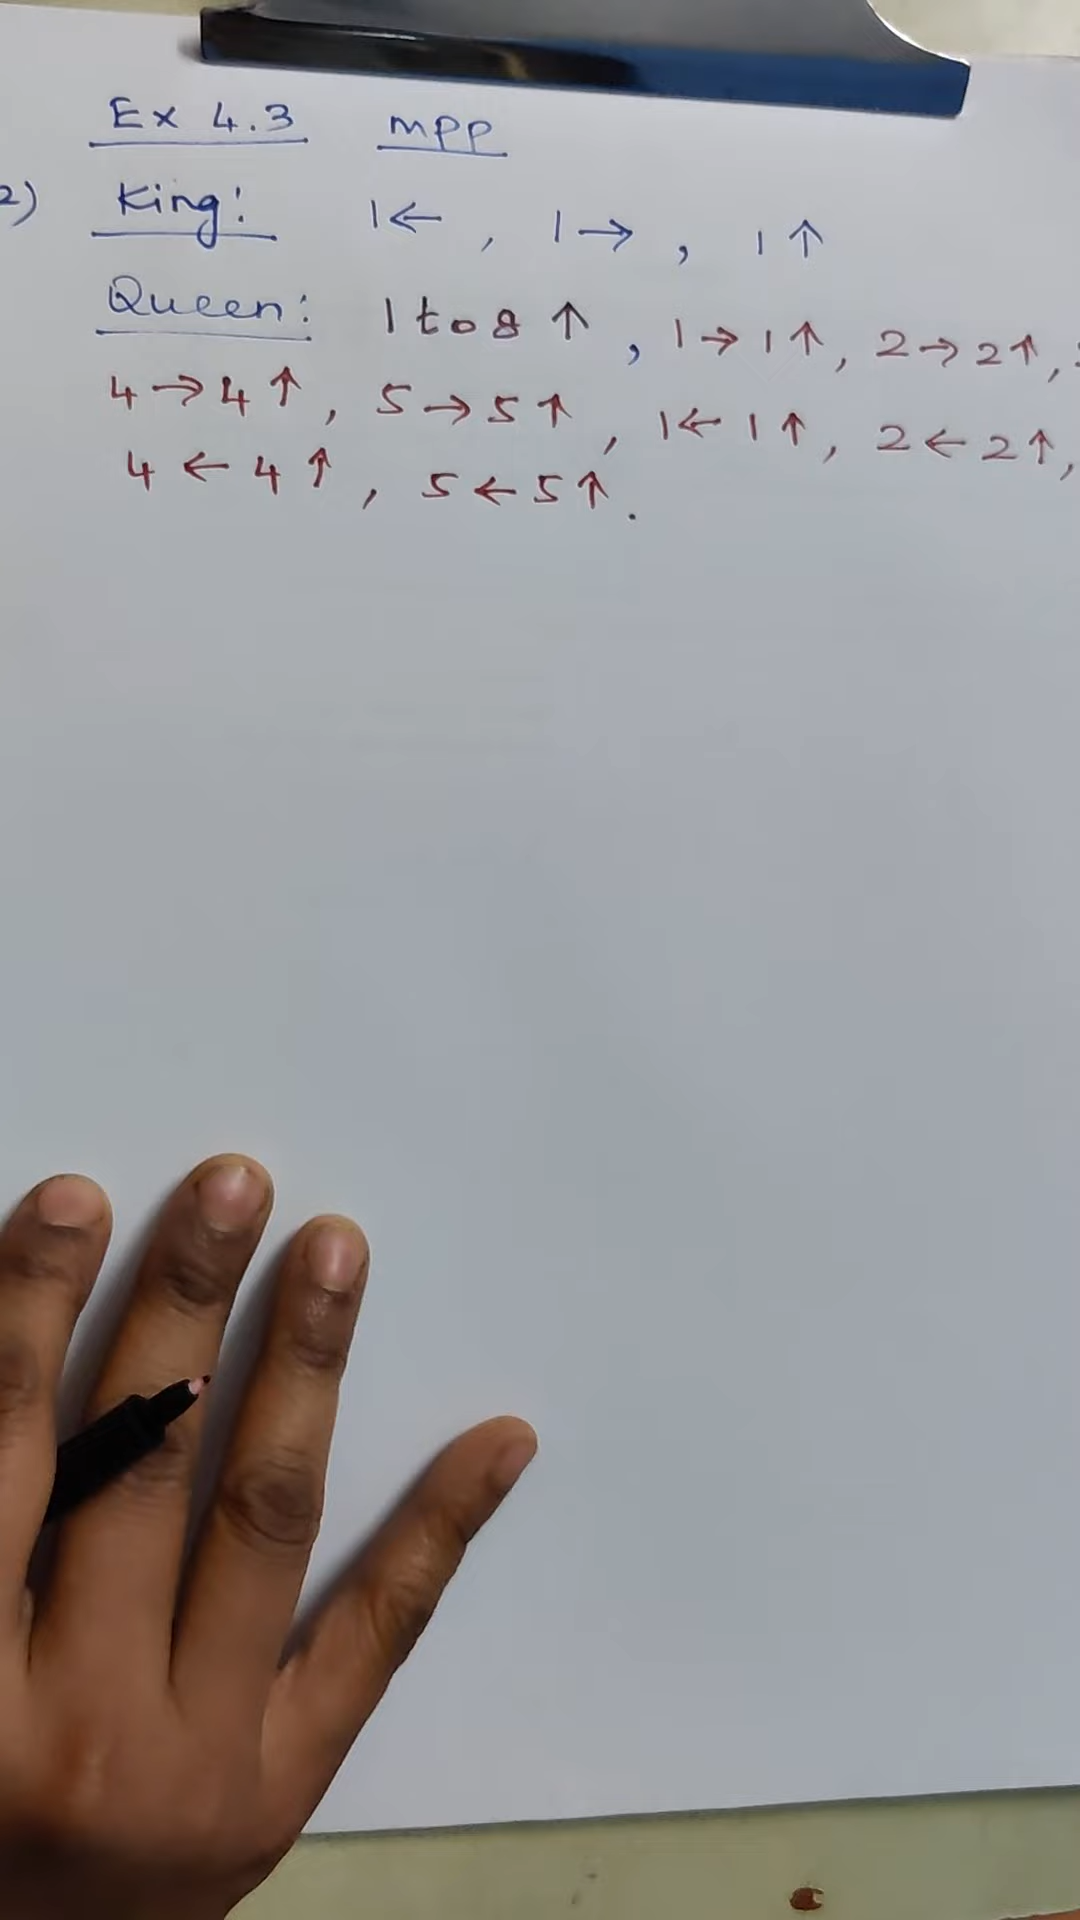 Ex 4.3 MPP
2) King: 1← , 1→ , 1↑
Queen: 1 to 8 ↑ , 1→1↑, 2→2↑,
4→4↑ , 5→5↑ , 1←1↑, 2←2↑,
4←4↑ , 5←5↑.